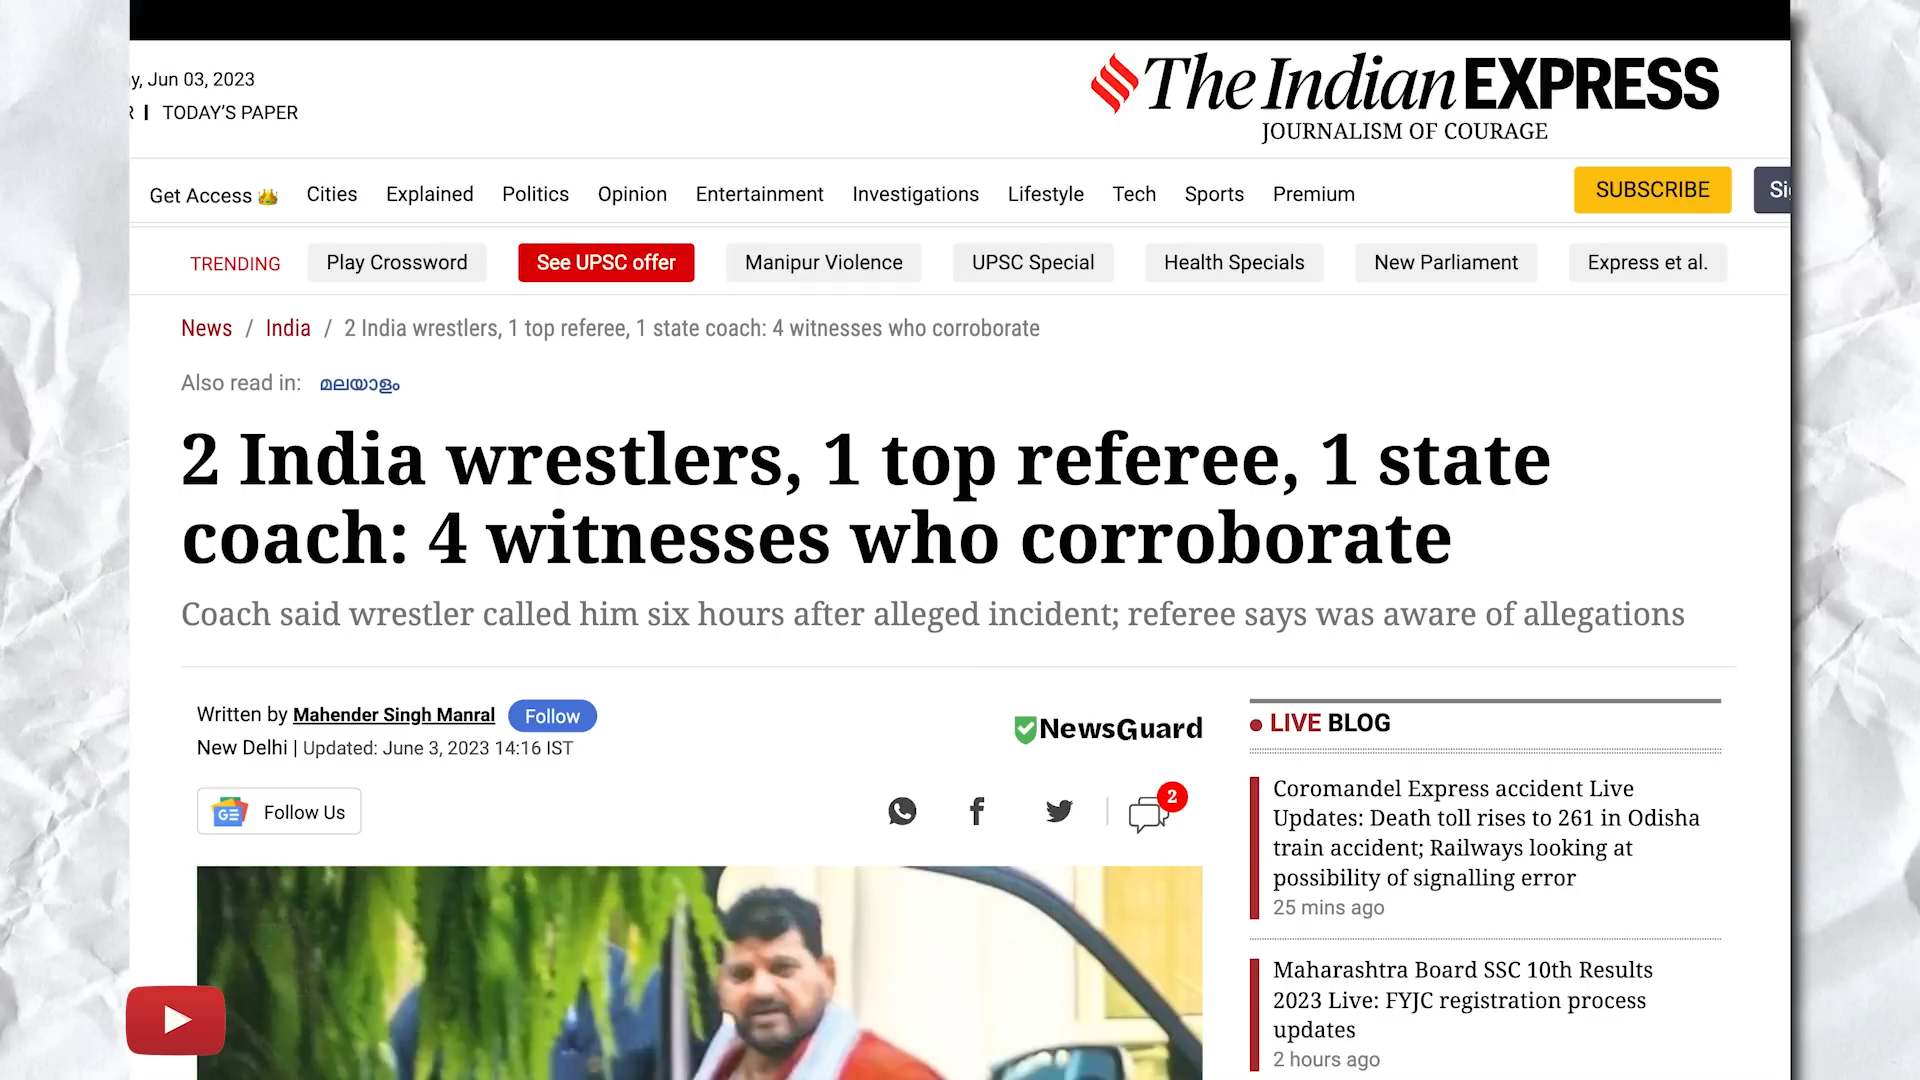 y, Jun 03, 2023
TODAY'S PAPER
The Indian EXPRESS
JOURNALISM OF COURAGE
Get Access Cities Explained Politics Opinion Entertainment Investigations Lifestyle Tech Sports Premium SUBSCRIBE Si
TRENDING Play Crossword See UPSC offer Manipur Violence UPSC Special Health Specials New Parliament Express et al.
News / India / 2 India wrestlers, 1 top referee, 1 state coach: 4 witnesses who corroborate
Also read in: മലയാളം
2 India wrestlers, 1 top referee, 1 state
coach: 4 witnesses who corroborate
Coach said wrestler called him six hours after alleged incident; referee says was aware of allegations
Written by Mahender Singh Manral Follow
New Delhi | Updated: June 3, 2023 14:16 IST
NewsGuard
GE Follow Us
2
LIVE BLOG
Coromandel Express accident Live
Updates: Death toll rises to 261 in Odisha
train accident; Railways looking at
possibility of signalling error
25 mins ago
Maharashtra Board SSC 10th Results
2023 Live: FYJC registration process
updates
2 hours ago